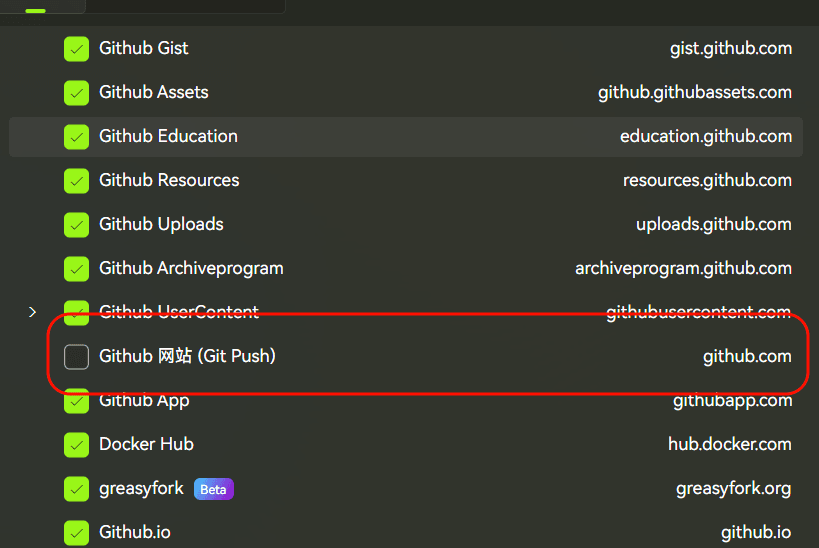 Github Gist gist.github.com
Github Assets github.githubassets.com
Github Education education.github.com
Github Resources resources.github.com
Github Uploads uploads.github.com
Github Archiveprogram archiveprogram.github.com
Github UserContent githubusercontent.com
Github 网站 (Git Push) github.com
Github App githubapp.com
Docker Hub hub.docker.com
greasyfork Beta greasyfork.org
Github.io github.io